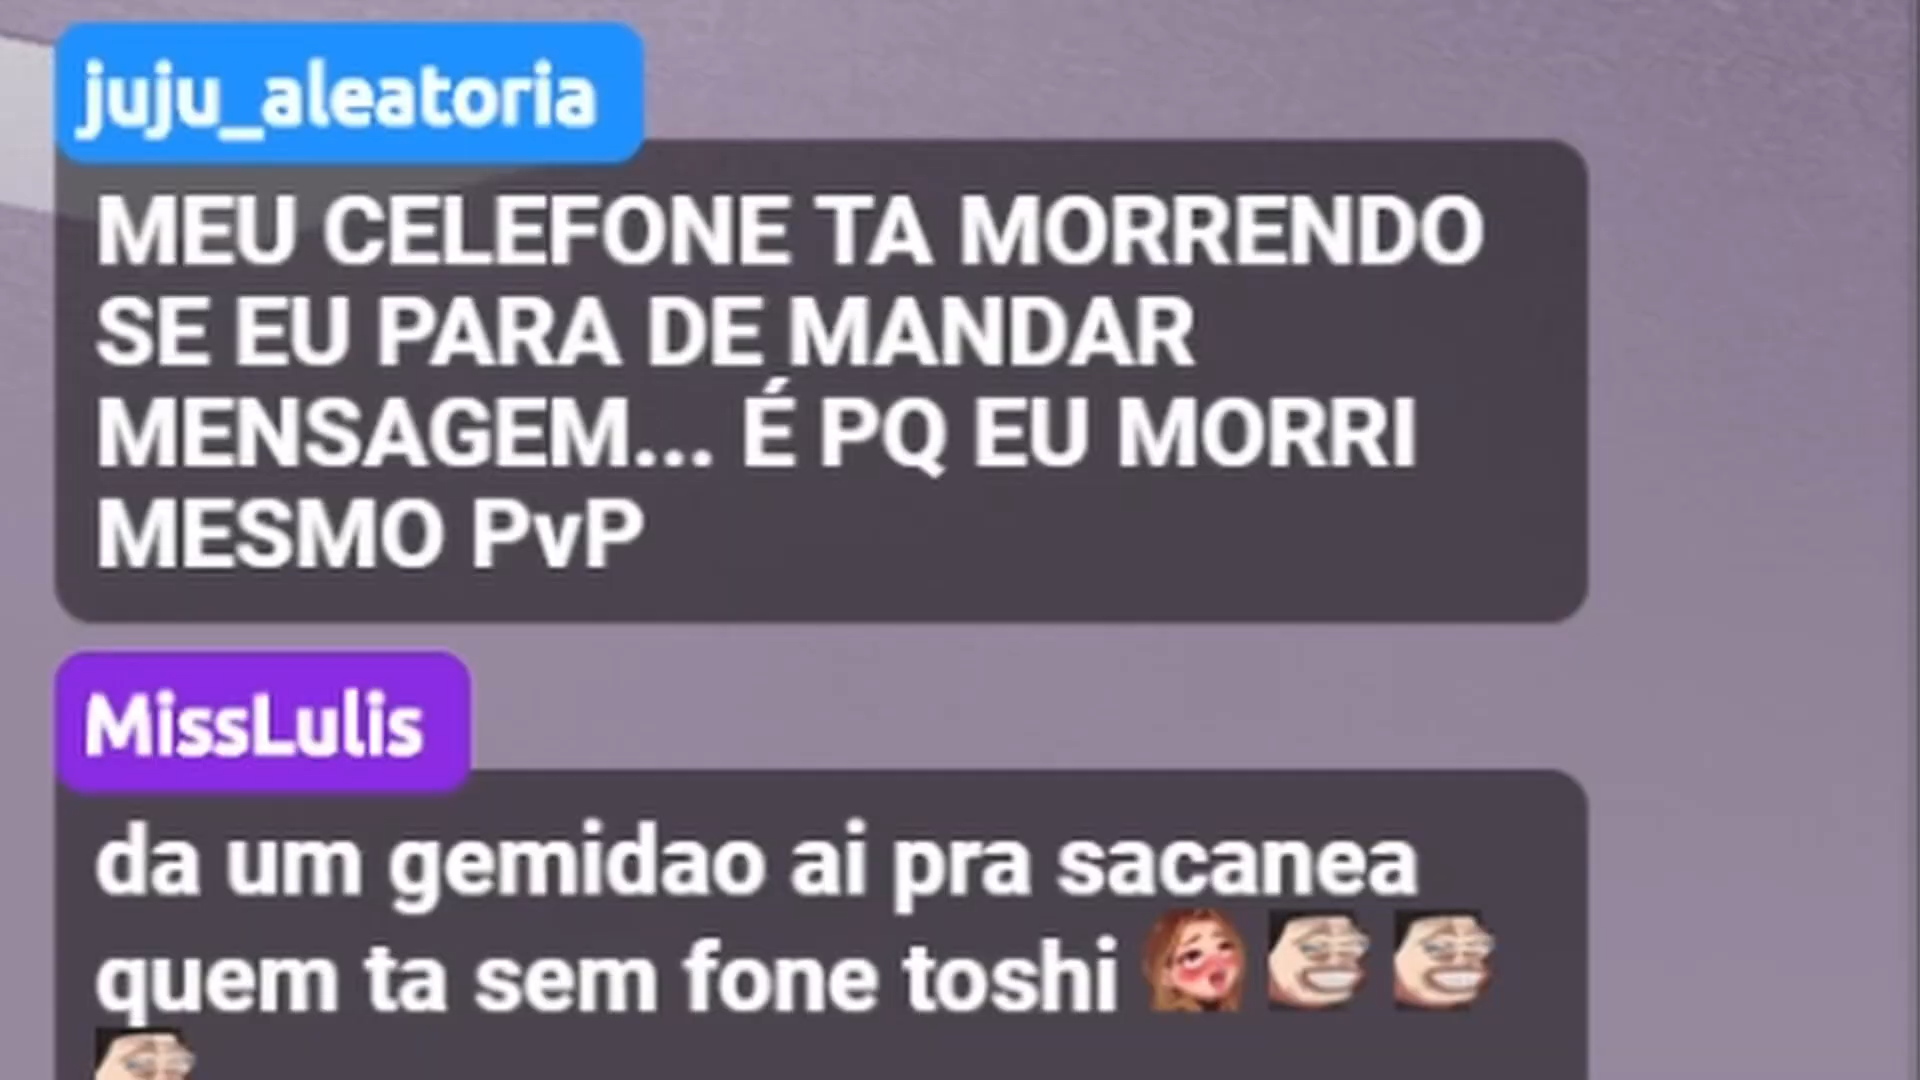 juju_aleatoria
MEU CELEFONE TA MORRENDO
SE EU PARA DE MANDAR
MENSAGEM... É PQ EU MORRI
MESMO PvP
MissLulis
da um gemidao ai pra sacanea
quem ta sem fone toshi